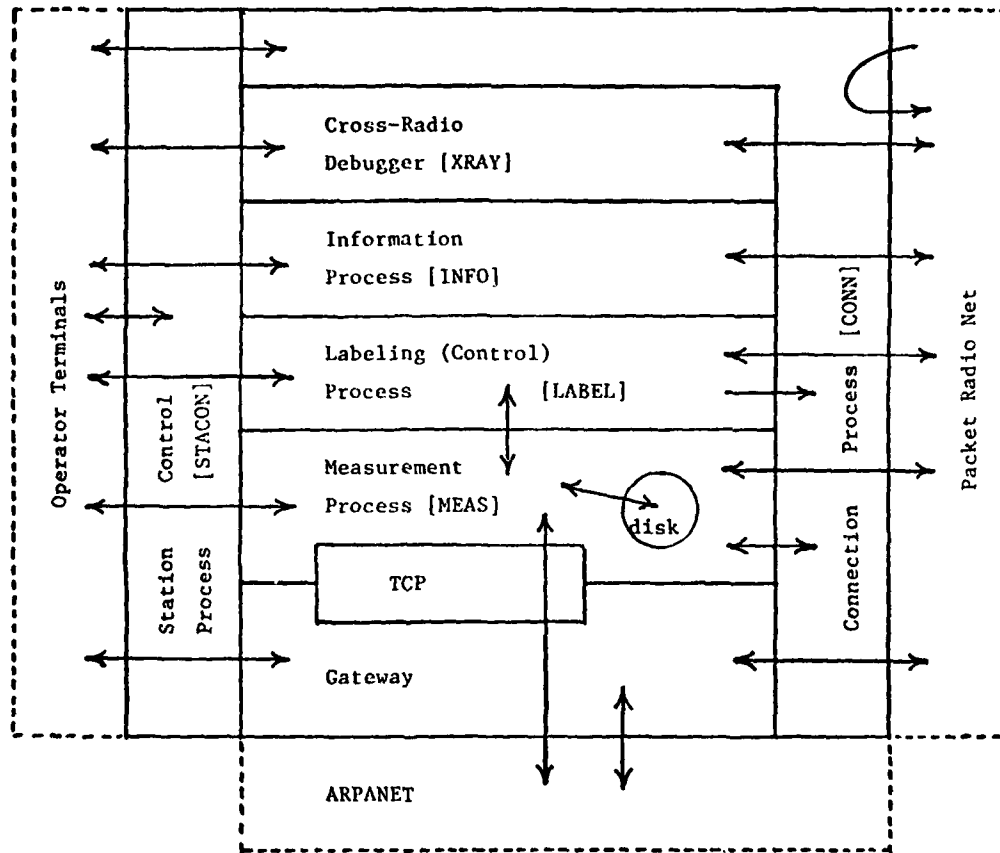 Cross-Radio
Debugger [XRAY]
Information
Process [INFO]
Labeling (Control)
Process [LABEL]
Measurement
Process [MEAS]
disk
TCP
Gateway
ARPANET
Operator Terminals
Station Control
Process [STACON]
Connection Process [CONN]
Packet Radio Net